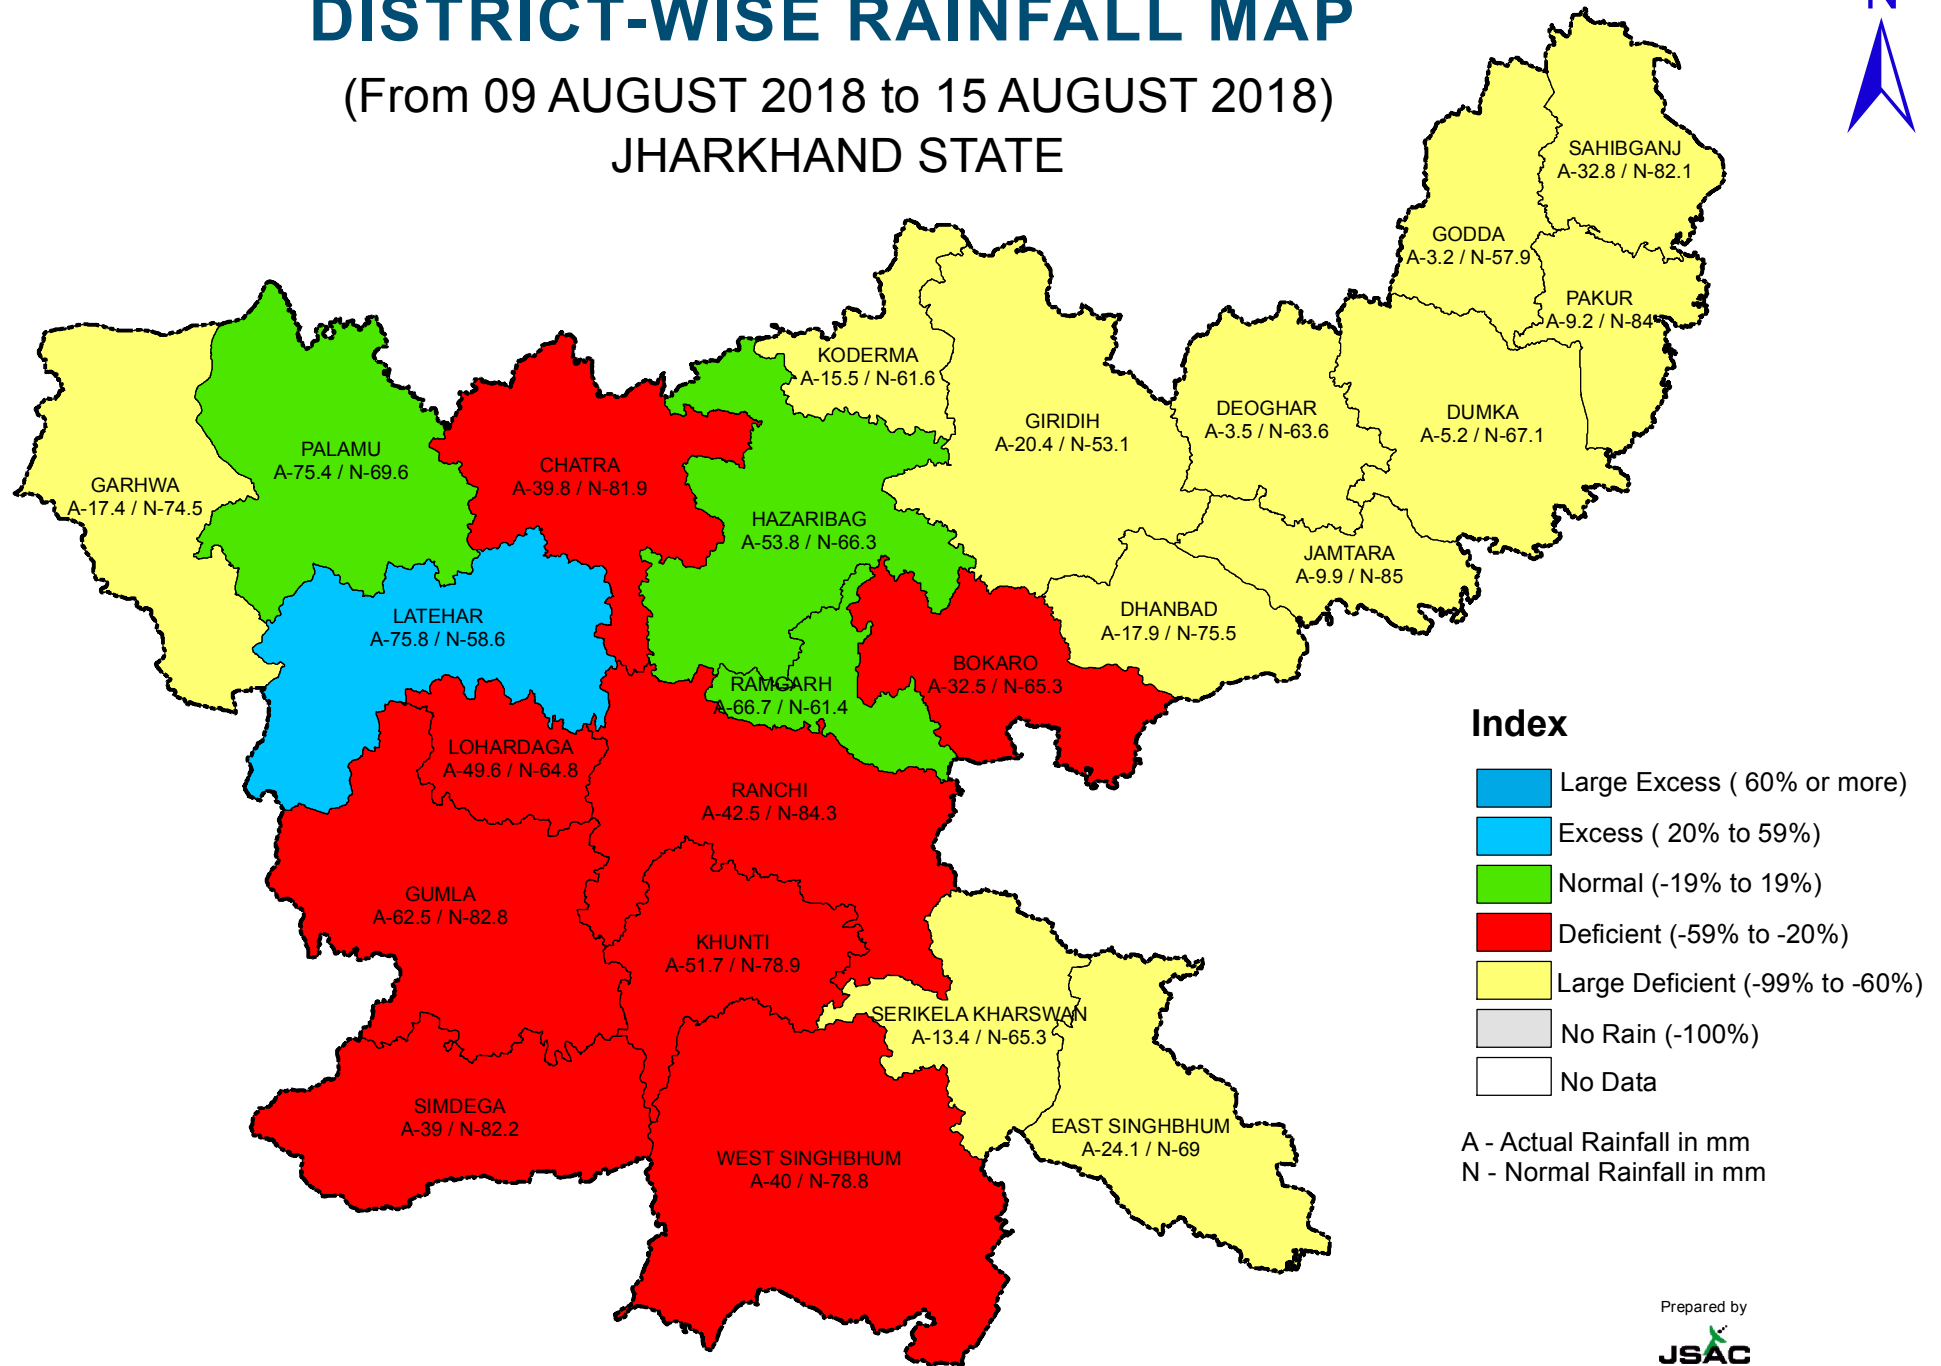 DISTRICT-WISE RAINFALL MAP
(From 09 AUGUST 2018 to 15 AUGUST 2018)
JHARKHAND STATE
N
SAHIBGANJ
A-32.8 / N-82.1
GODDA
A-3.2 / N-57.9
PAKUR
A-9.2 / N-84
KODERMA
A-15.5 / N-61.6
GIRIDIH
A-20.4 / N-53.1
DEOGHAR
A-3.5 / N-63.6
DUMKA
A-5.2 / N-67.1
PALAMU
A-75.4 / N-69.6
CHATRA
A-39.8 / N-81.9
GARHWA
A-17.4 / N-74.5
HAZARIBAG
A-53.8 / N-66.3
JAMTARA
A-9.9 / N-85
LATEHAR
A-75.8 / N-58.6
DHANBAD
A-17.9 / N-75.5
BOKARO
A-32.5 / N-65.3
RAMGARH
A-66.7 / N-61.4
LOHARDAGA
A-49.6 / N-64.8
RANCHI
A-42.5 / N-84.3
GUMLA
A-62.5 / N-82.8
KHUNTI
A-51.7 / N-78.9
SERIKELA KHARSWAN
A-13.4 / N-65.3
SIMDEGA
A-39 / N-82.2
EAST SINGHBHUM
A-24.1 / N-69
WEST SINGHBHUM
A-40 / N-78.8
Index
Large Excess ( 60% or more)
Excess ( 20% to 59%)
Normal (-19% to 19%)
Deficient (-59% to -20%)
Large Deficient (-99% to -60%)
No Rain (-100%)
No Data
A - Actual Rainfall in mm
N - Normal Rainfall in mm
Prepared by
JSAC